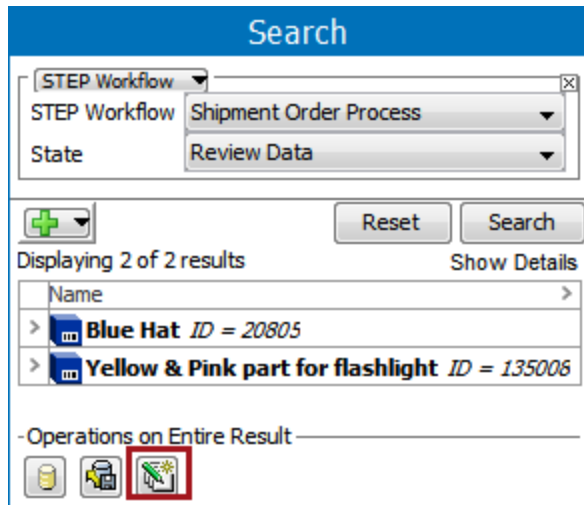 Search
STEP Workflow
STEP Workflow Shipment Order Process
State Review Data
Reset Search
Displaying 2 of 2 results Show Details
Name >
> Blue Hat ID = 20805
> Yellow & Pink part for flashlight ID = 135008
Operations on Entire Result